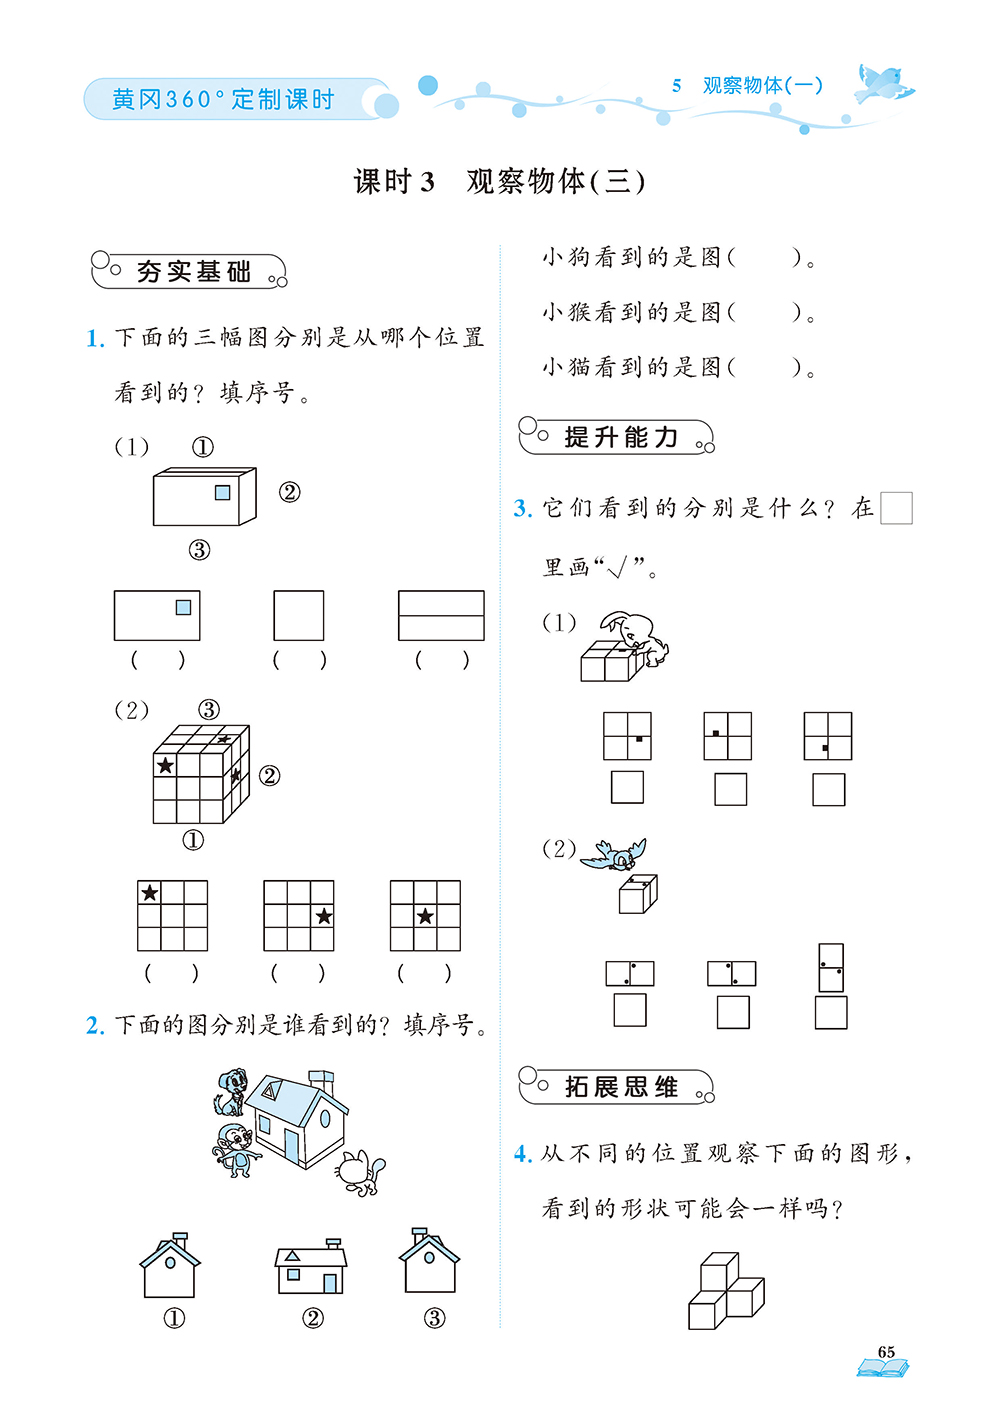 黄冈360°定制课时
5 观察物体(一)
课时3 观察物体(三)
夯实基础
1. 下面的三幅图分别是从哪个位置
看到的？填序号。
(1) ①
②
③
( ) ( ) ( )
(2) ③
②
①
( ) ( ) ( )
2. 下面的图分别是谁看到的？填序号。
① ② ③
小狗看到的是图( )。
小猴看到的是图( )。
小猫看到的是图( )。
提升能力
3. 它们看到的分别是什么？在□
里画“√”。
(1)
(2)
拓展思维
4. 从不同的位置观察下面的图形，
看到的形状可能会一样吗？
65